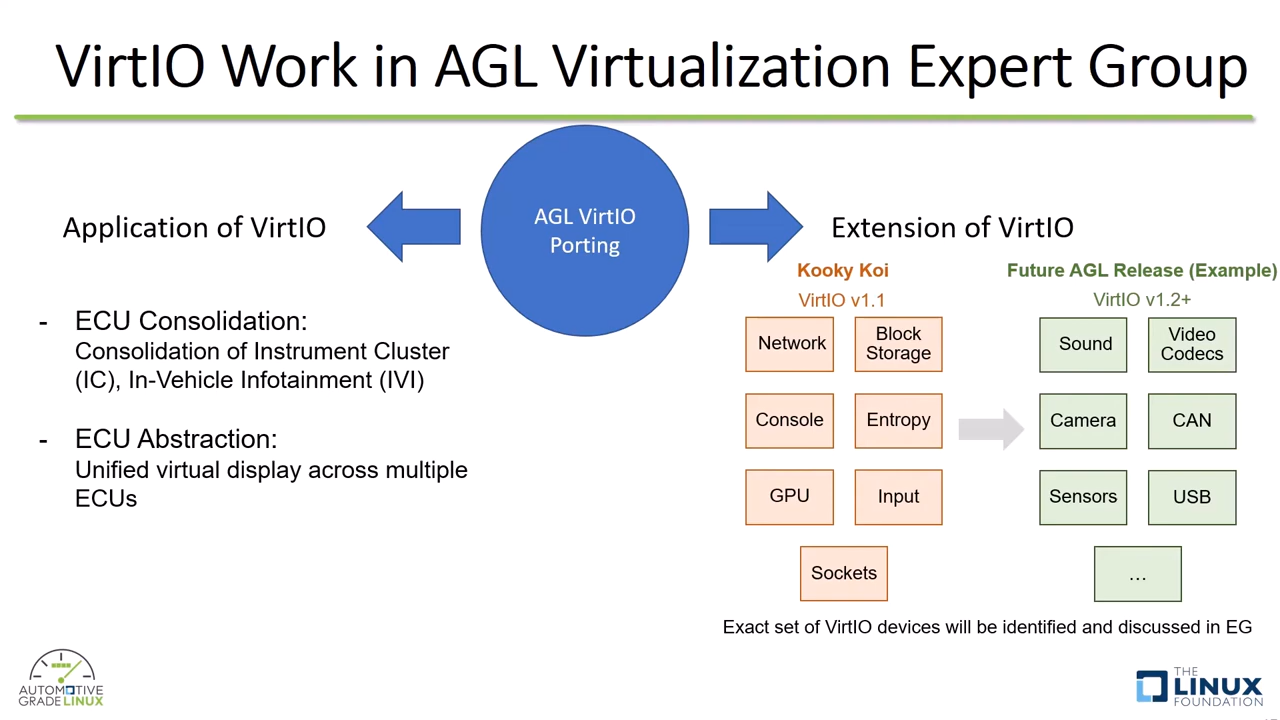 VirtIO Work in AGL Virtualization Expert Group
AGL VirtIO
Porting
Application of VirtIO
- ECU Consolidation:
Consolidation of Instrument Cluster
(IC), In-Vehicle Infotainment (IVI)
- ECU Abstraction:
Unified virtual display across multiple
ECUs
Extension of VirtIO
Kooky Koi
VirtIO v1.1
Network
Block
Storage
Console
Entropy
GPU
Input
Sockets
Future AGL Release (Example)
VirtIO v1.2+
Sound
Video
Codecs
Camera
CAN
Sensors
USB
...
Exact set of VirtIO devices will be identified and discussed in EG
AUTOMOTIVE
GRADELINUX
THE
LINUX
FOUNDATION